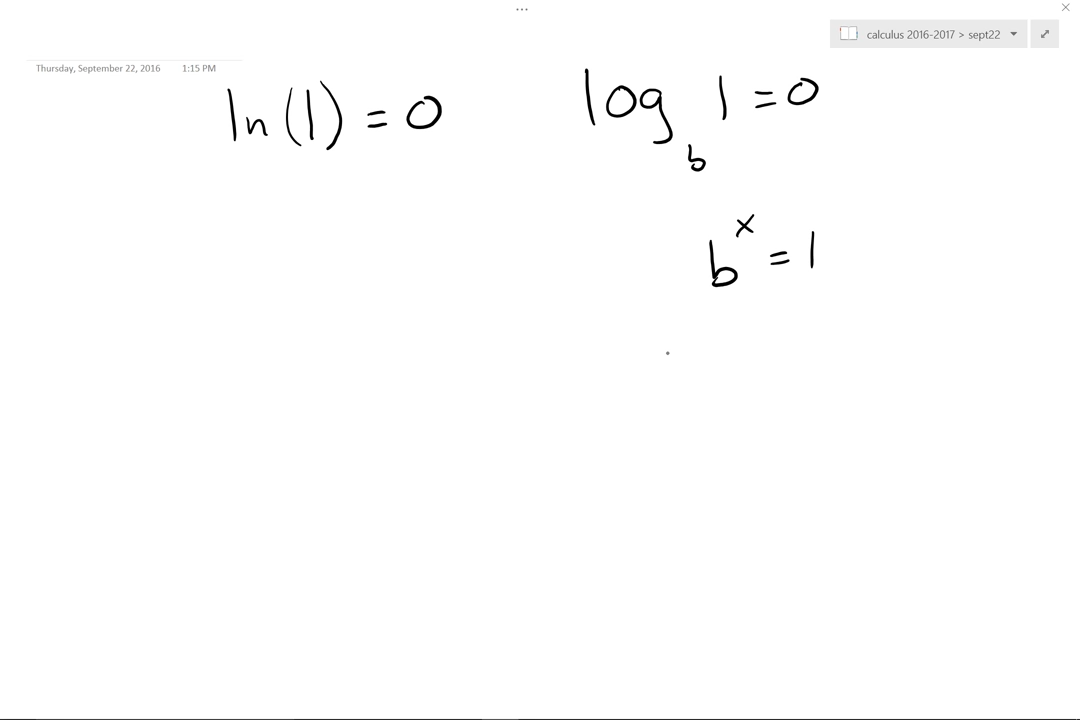 ...
calculus 2016-2017 > sept22
Thursday, September 22, 2016 1:15 PM
ln(1) = 0
log_b 1 = 0
b^x = 1